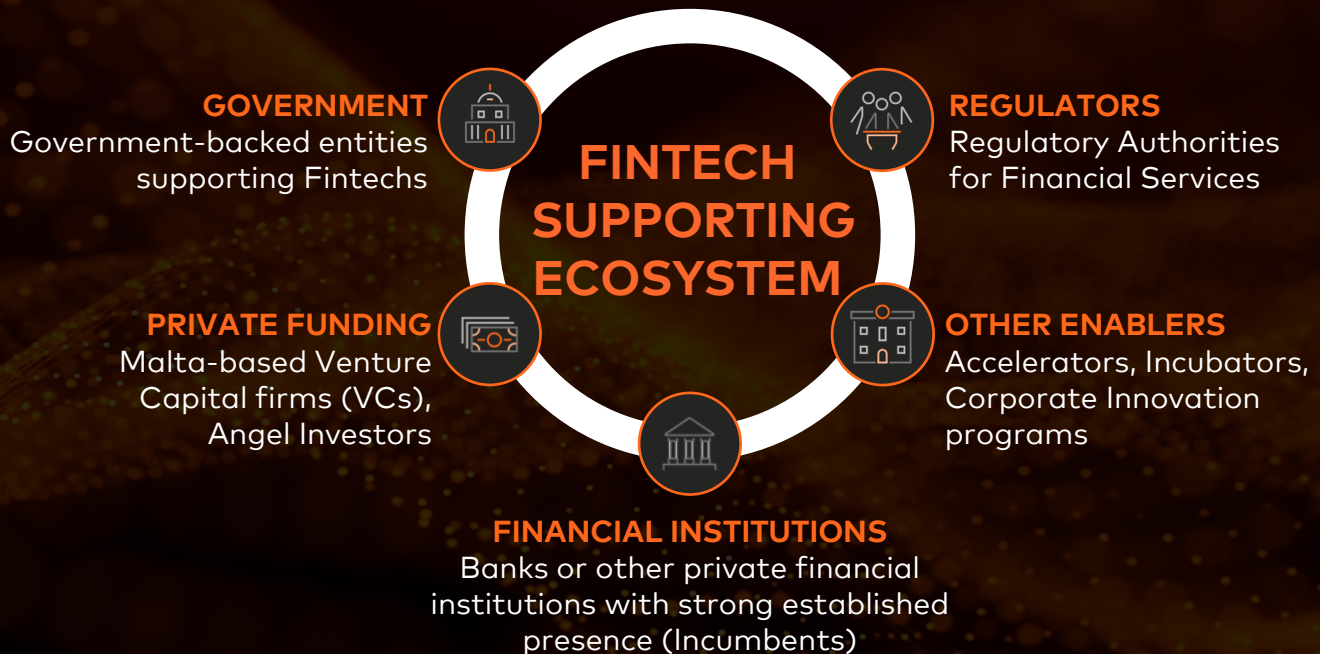 FINTECH
SUPPORTING
ECOSYSTEM
GOVERNMENT
Government-backed entities
supporting Fintechs
REGULATORS
Regulatory Authorities
for Financial Services
PRIVATE FUNDING
Malta-based Venture
Capital firms (VCs),
Angel Investors
OTHER ENABLERS
Accelerators, Incubators,
Corporate Innovation
programs
FINANCIAL INSTITUTIONS
Banks or other private financial
institutions with strong established
presence (Incumbents)